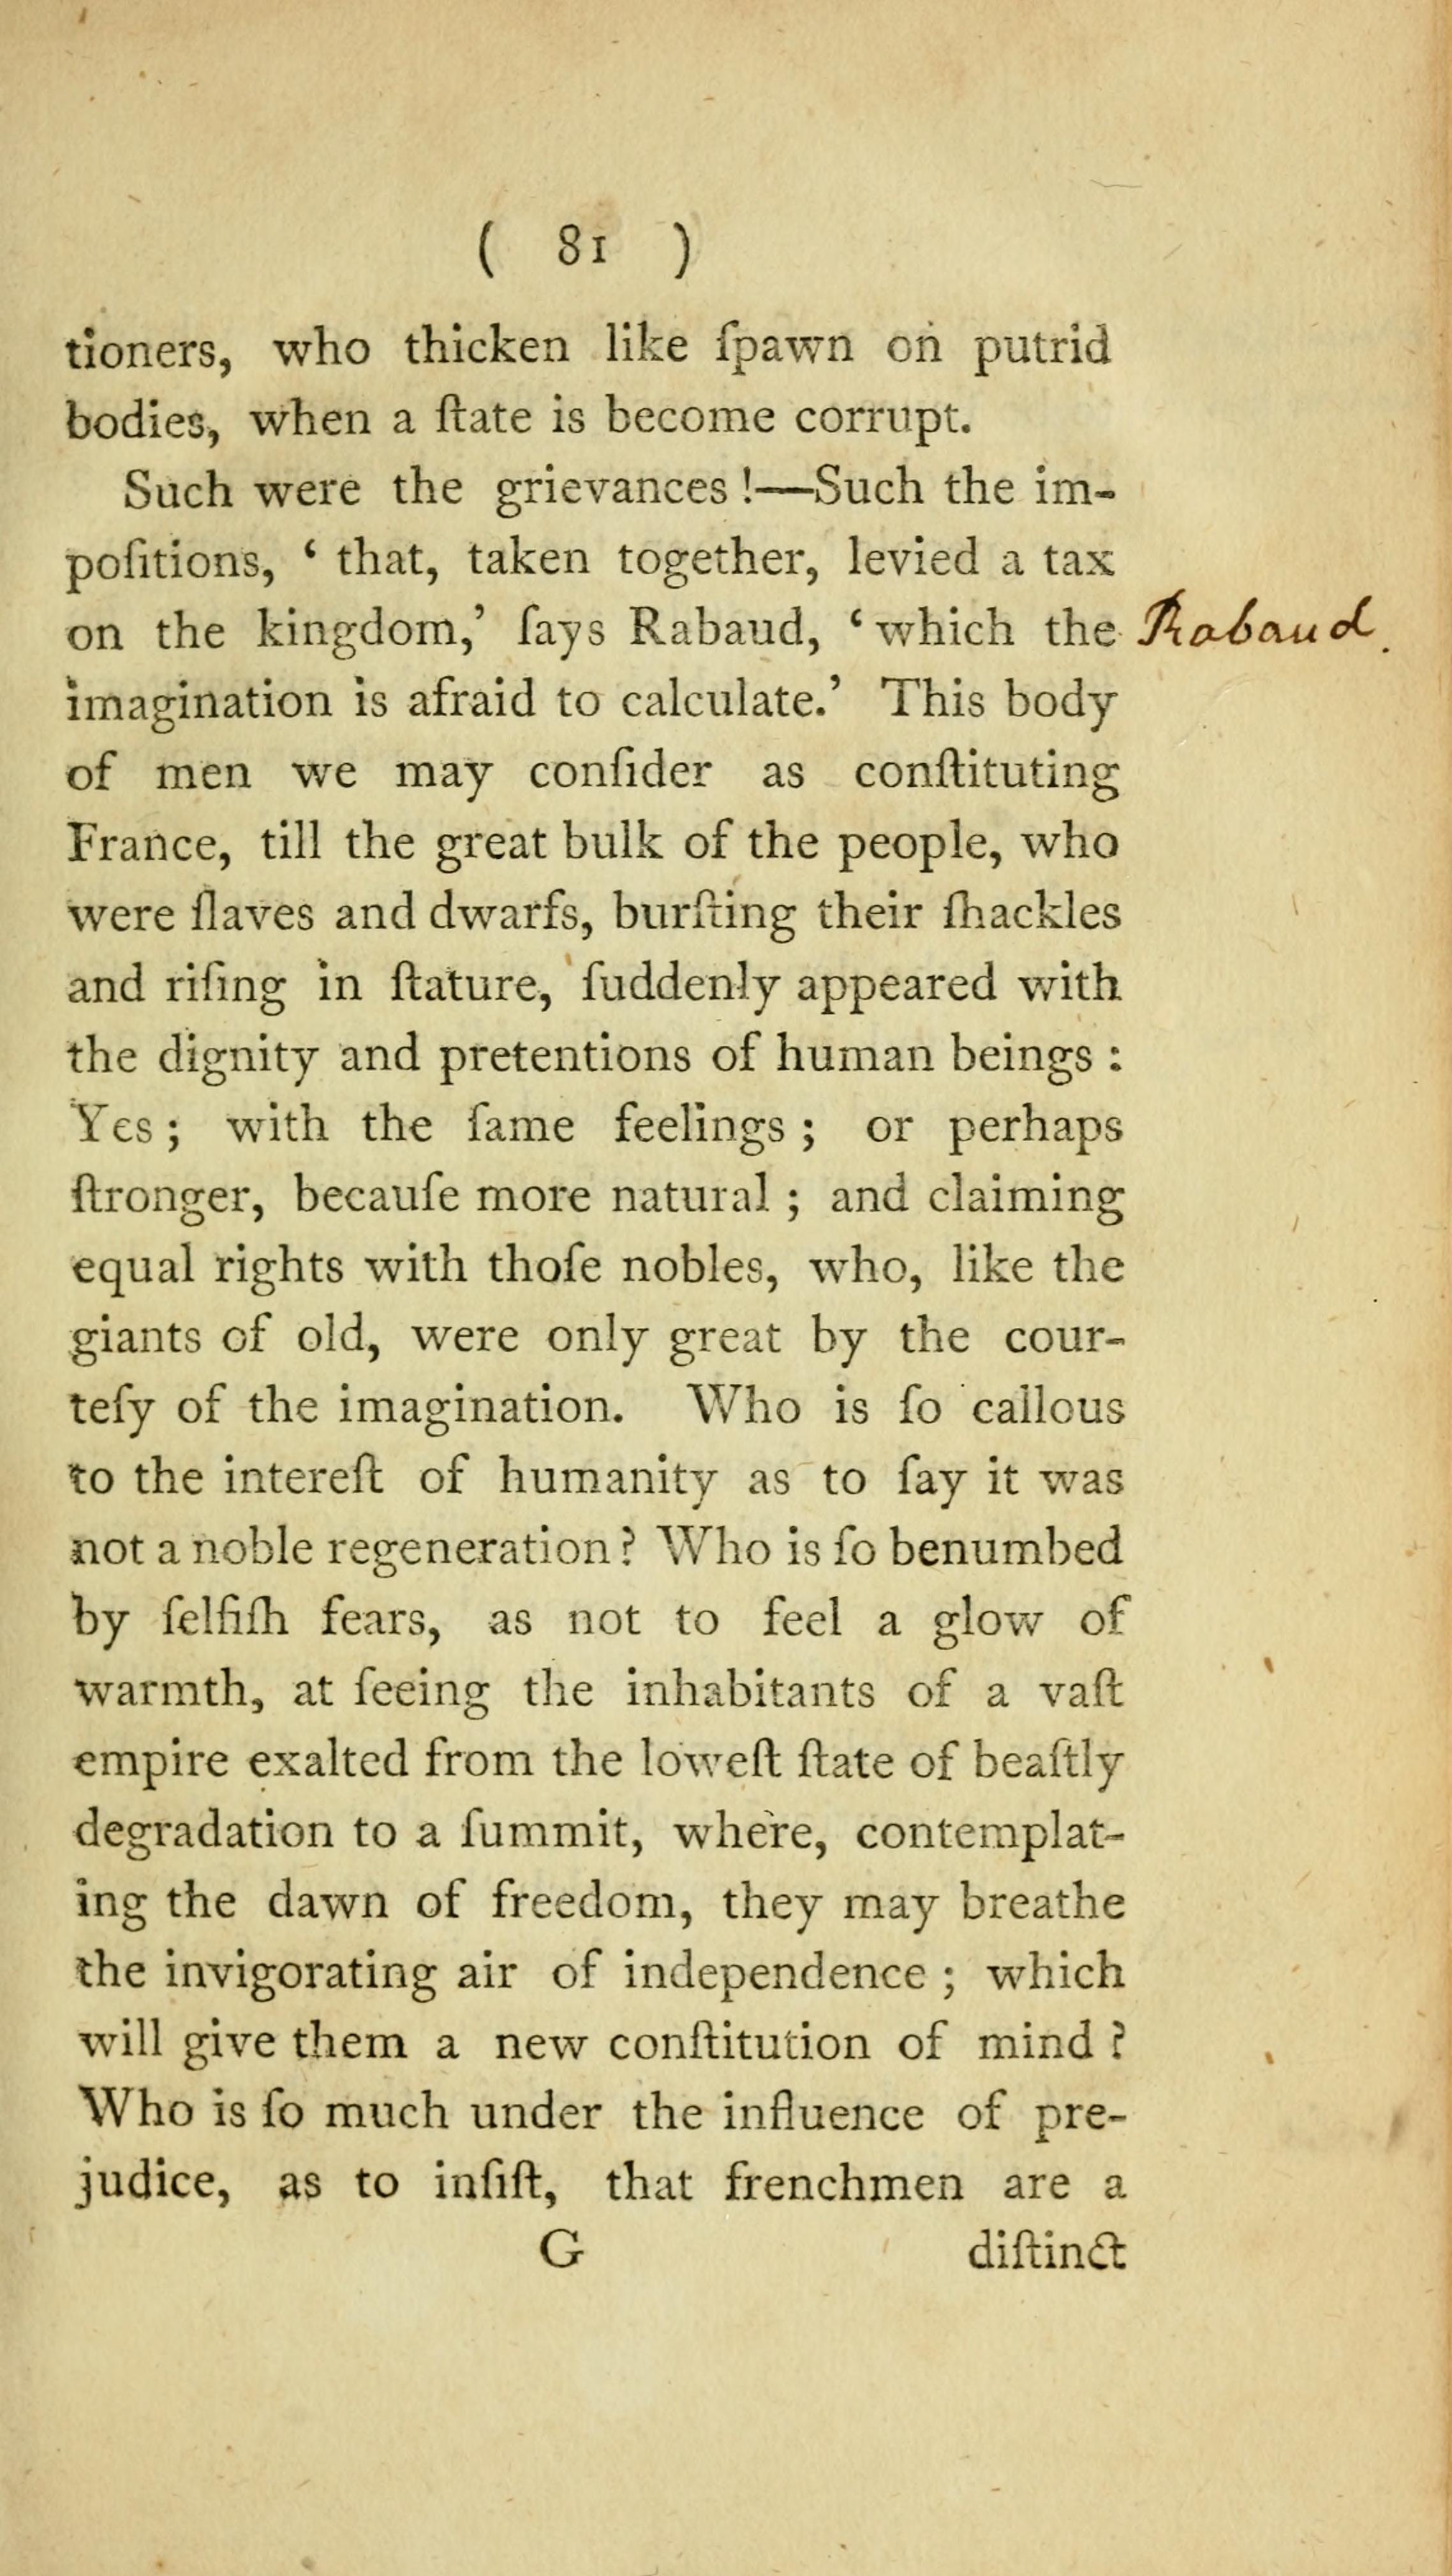 ( 81 )
tioners, who thicken like ſpawn on putrid
bodies, when a ſtate is become corrupt.
Such were the grievances !—Such the im-
poſitions, ‘ that, taken together, levied a tax
on the kingdom,’ ſays Rabaud, ‘ which the Rabaud.
imagination is afraid to calculate.’ This body
of men we may conſider as conſtituting
France, till the great bulk of the people, who
were ſlaves and dwarfs, burſting their ſhackles
and riſing in ſtature, ſuddenly appeared with
the dignity and pretentions of human beings :
Yes ; with the ſame feelings ; or perhaps
ſtronger, becauſe more natural ; and claiming
equal rights with thoſe nobles, who, like the
giants of old, were only great by the cour-
teſy of the imagination. Who is ſo callous
to the intereſt of humanity as to ſay it was
not a noble regeneration ? Who is ſo benumbed
by ſelfiſh fears, as not to feel a glow of
warmth, at ſeeing the inhabitants of a vaſt
empire exalted from the loweſt ſtate of beaſtly
degradation to a ſummit, where, contemplat-
ing the dawn of freedom, they may breathe
the invigorating air of independence ; which
will give them a new conſtitution of mind ?
Who is ſo much under the influence of pre-
judice, as to inſiſt, that frenchmen are a
G diſtinct